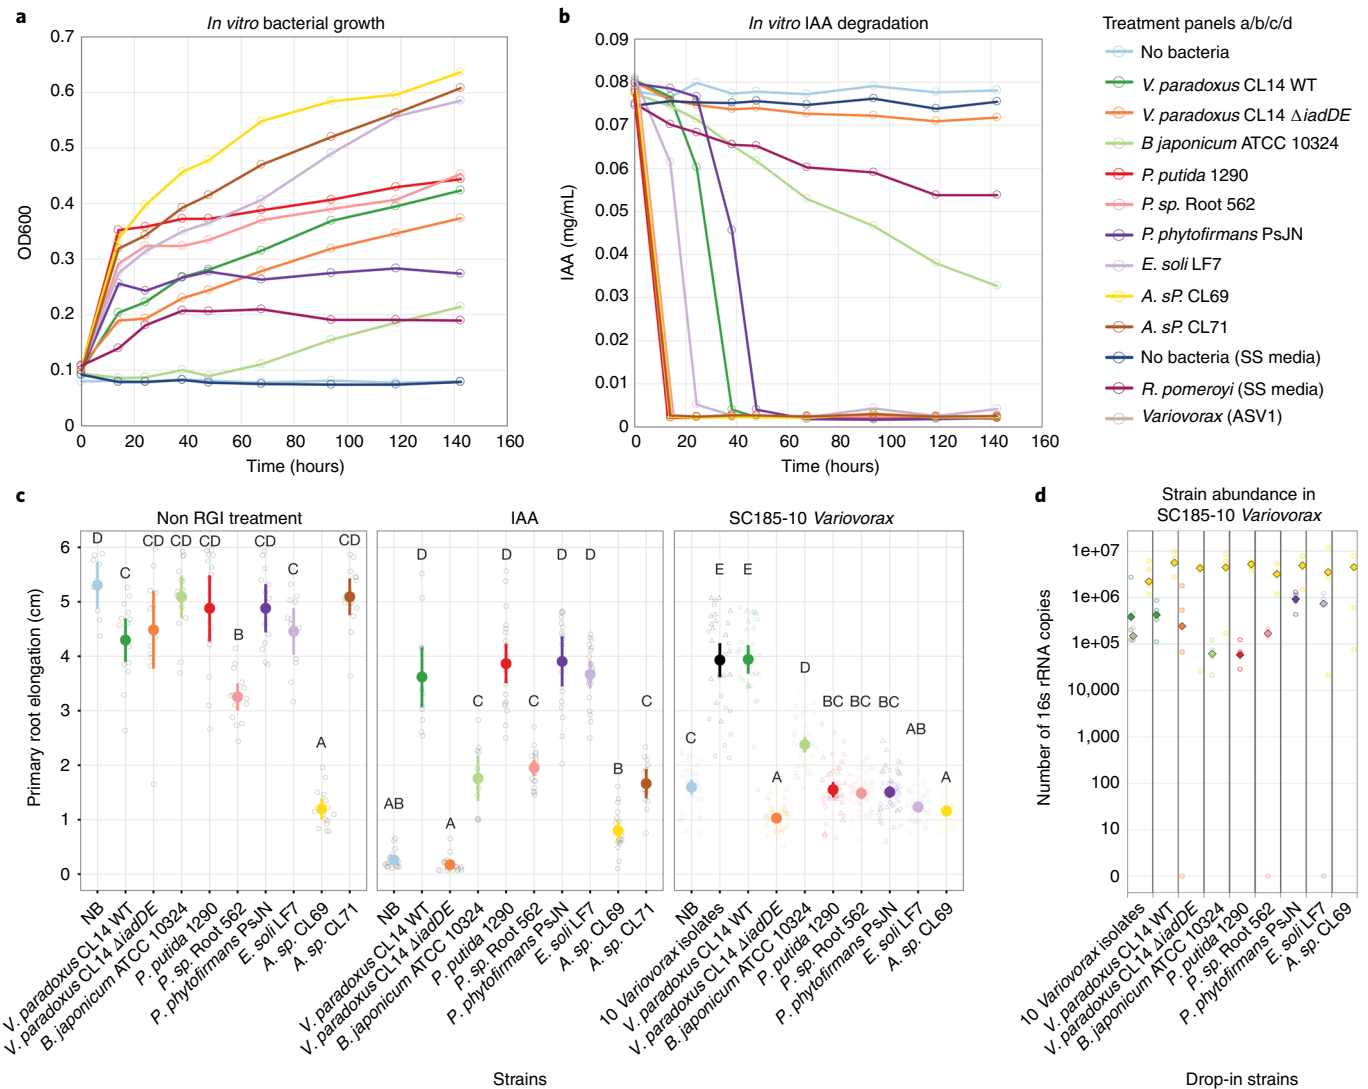 a
In vitro bacterial growth
0.7
0.6
0.5
0.4
0.3
0.2
0.1
0
OD600
0 20 40 60 80 100 120 140 160
Time (hours)
b
In vitro IAA degradation
0.09
0.08
0.07
0.06
0.05
0.04
0.03
0.02
0.01
0
IAA (mg/mL)
0 20 40 60 80 100 120 140 160
Time (hours)
Treatment panels a/b/c/d
No bacteria
V. paradoxus CL14 WT
V. paradoxus CL14 ΔiadDE
B japonicum ATCC 10324
P. putida 1290
P. sp. Root 562
P. phytofirmans PsJN
E. soli LF7
A. sP. CL69
A. sP. CL71
No bacteria (SS media)
R. pomeroyi (SS media)
Variovorax (ASV1)
c
Non RGI treatment
IAA
SC185-10 Variovorax
6
5
4
3
2
1
0
Primary root elongation (cm)
D C CD CD CD B CD C A CD
AB D A C D C D D B C
C E E A D BC BC BC AB A
NB
V. paradoxus CL14 WT
V. paradoxus CL14 ΔiadDE
B. japonicum ATCC 10324
P. putida 1290
P. sp. Root 562
P. phytofirmans PsJN
E. soli LF7
A. sp. CL69
A. sp. CL71
NB
V. paradoxus CL14 WT
V. paradoxus CL14 ΔiadDE
B. japonicum ATCC 10324
P. putida 1290
P. sp. Root 562
P. phytofirmans PsJN
E. soli LF7
A. sp. CL69
A. sp. CL71
NB
10 Variovorax isolates
V. paradoxus CL14 WT
V. paradoxus CL14 ΔiadDE
B. japonicum ATCC 10324
P. putida 1290
P. sp. Root 562
P. phytofirmans PsJN
E. soli LF7
A. sp. CL69
Strains
d
Strain abundance in
SC185-10 Variovorax
1e+07
1e+06
1e+05
10,000
1,000
100
10
0
Number of 16s rRNA copies
10 Variovorax isolates
V. paradoxus CL14 WT
V. paradoxus CL14 ΔiadDE
B. japonicum ATCC 10324
P. putida 1290
P. sp. Root 562
P. phytofirmans PsJN
E. soli LF7
A. sp. CL69
Drop-in strains